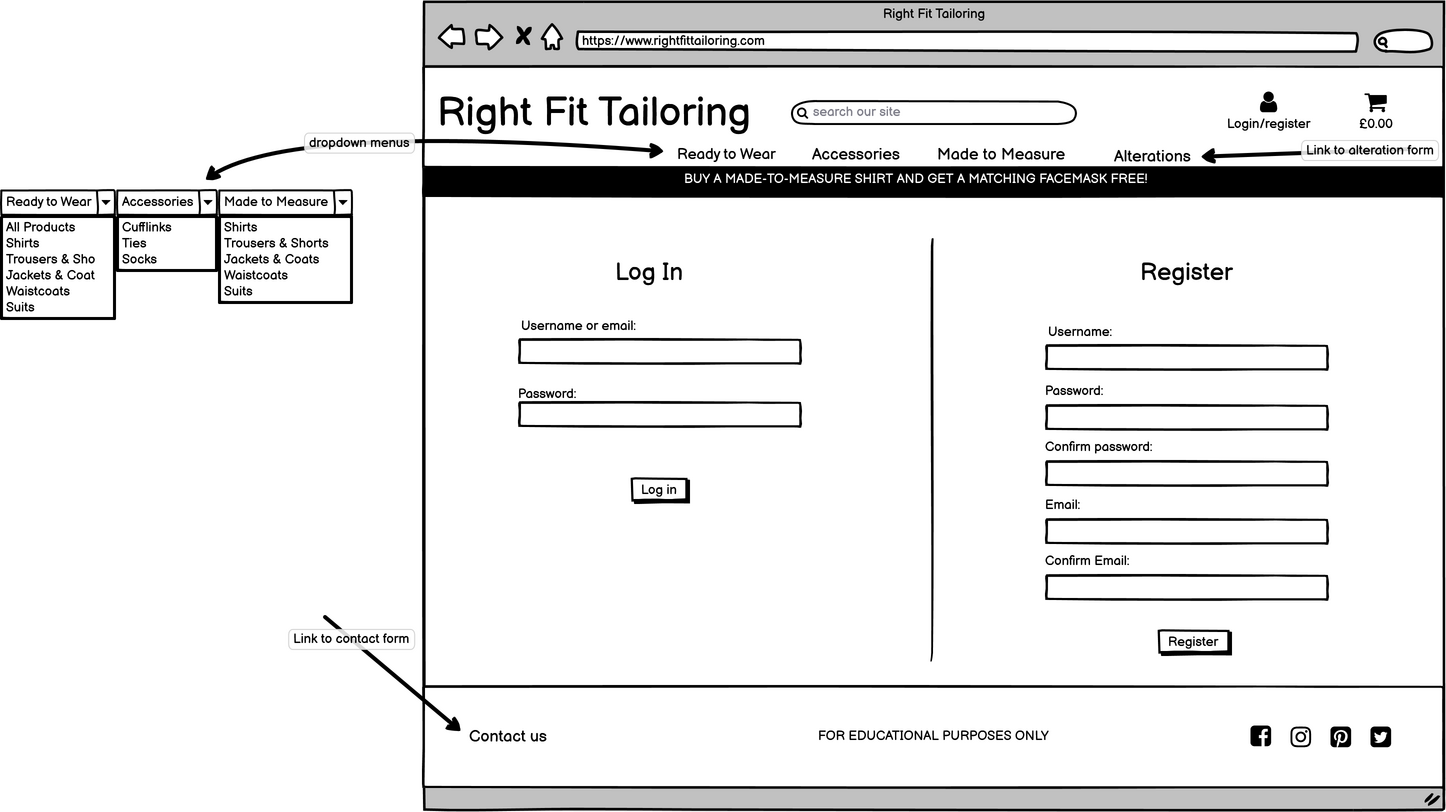 Right Fit Tailoring
https://www.rightfittailoring.com
Right Fit Tailoring
search our site
Login/register
£0.00
dropdown menus
Ready to Wear
Accessories
Made to Measure
Alterations
Link to alteration form
BUY A MADE-TO-MEASURE SHIRT AND GET A MATCHING FACEMASK FREE!
Ready to Wear
All Products
Shirts
Trousers & Sho
Jackets & Coat
Waistcoats
Suits
Accessories
Cufflinks
Ties
Socks
Made to Measure
Shirts
Trousers & Shorts
Jackets & Coats
Waistcoats
Suits
Log In
Username or email:
Password:
Log in
Register
Username:
Password:
Confirm password:
Email:
Confirm Email:
Register
Link to contact form
Contact us
FOR EDUCATIONAL PURPOSES ONLY